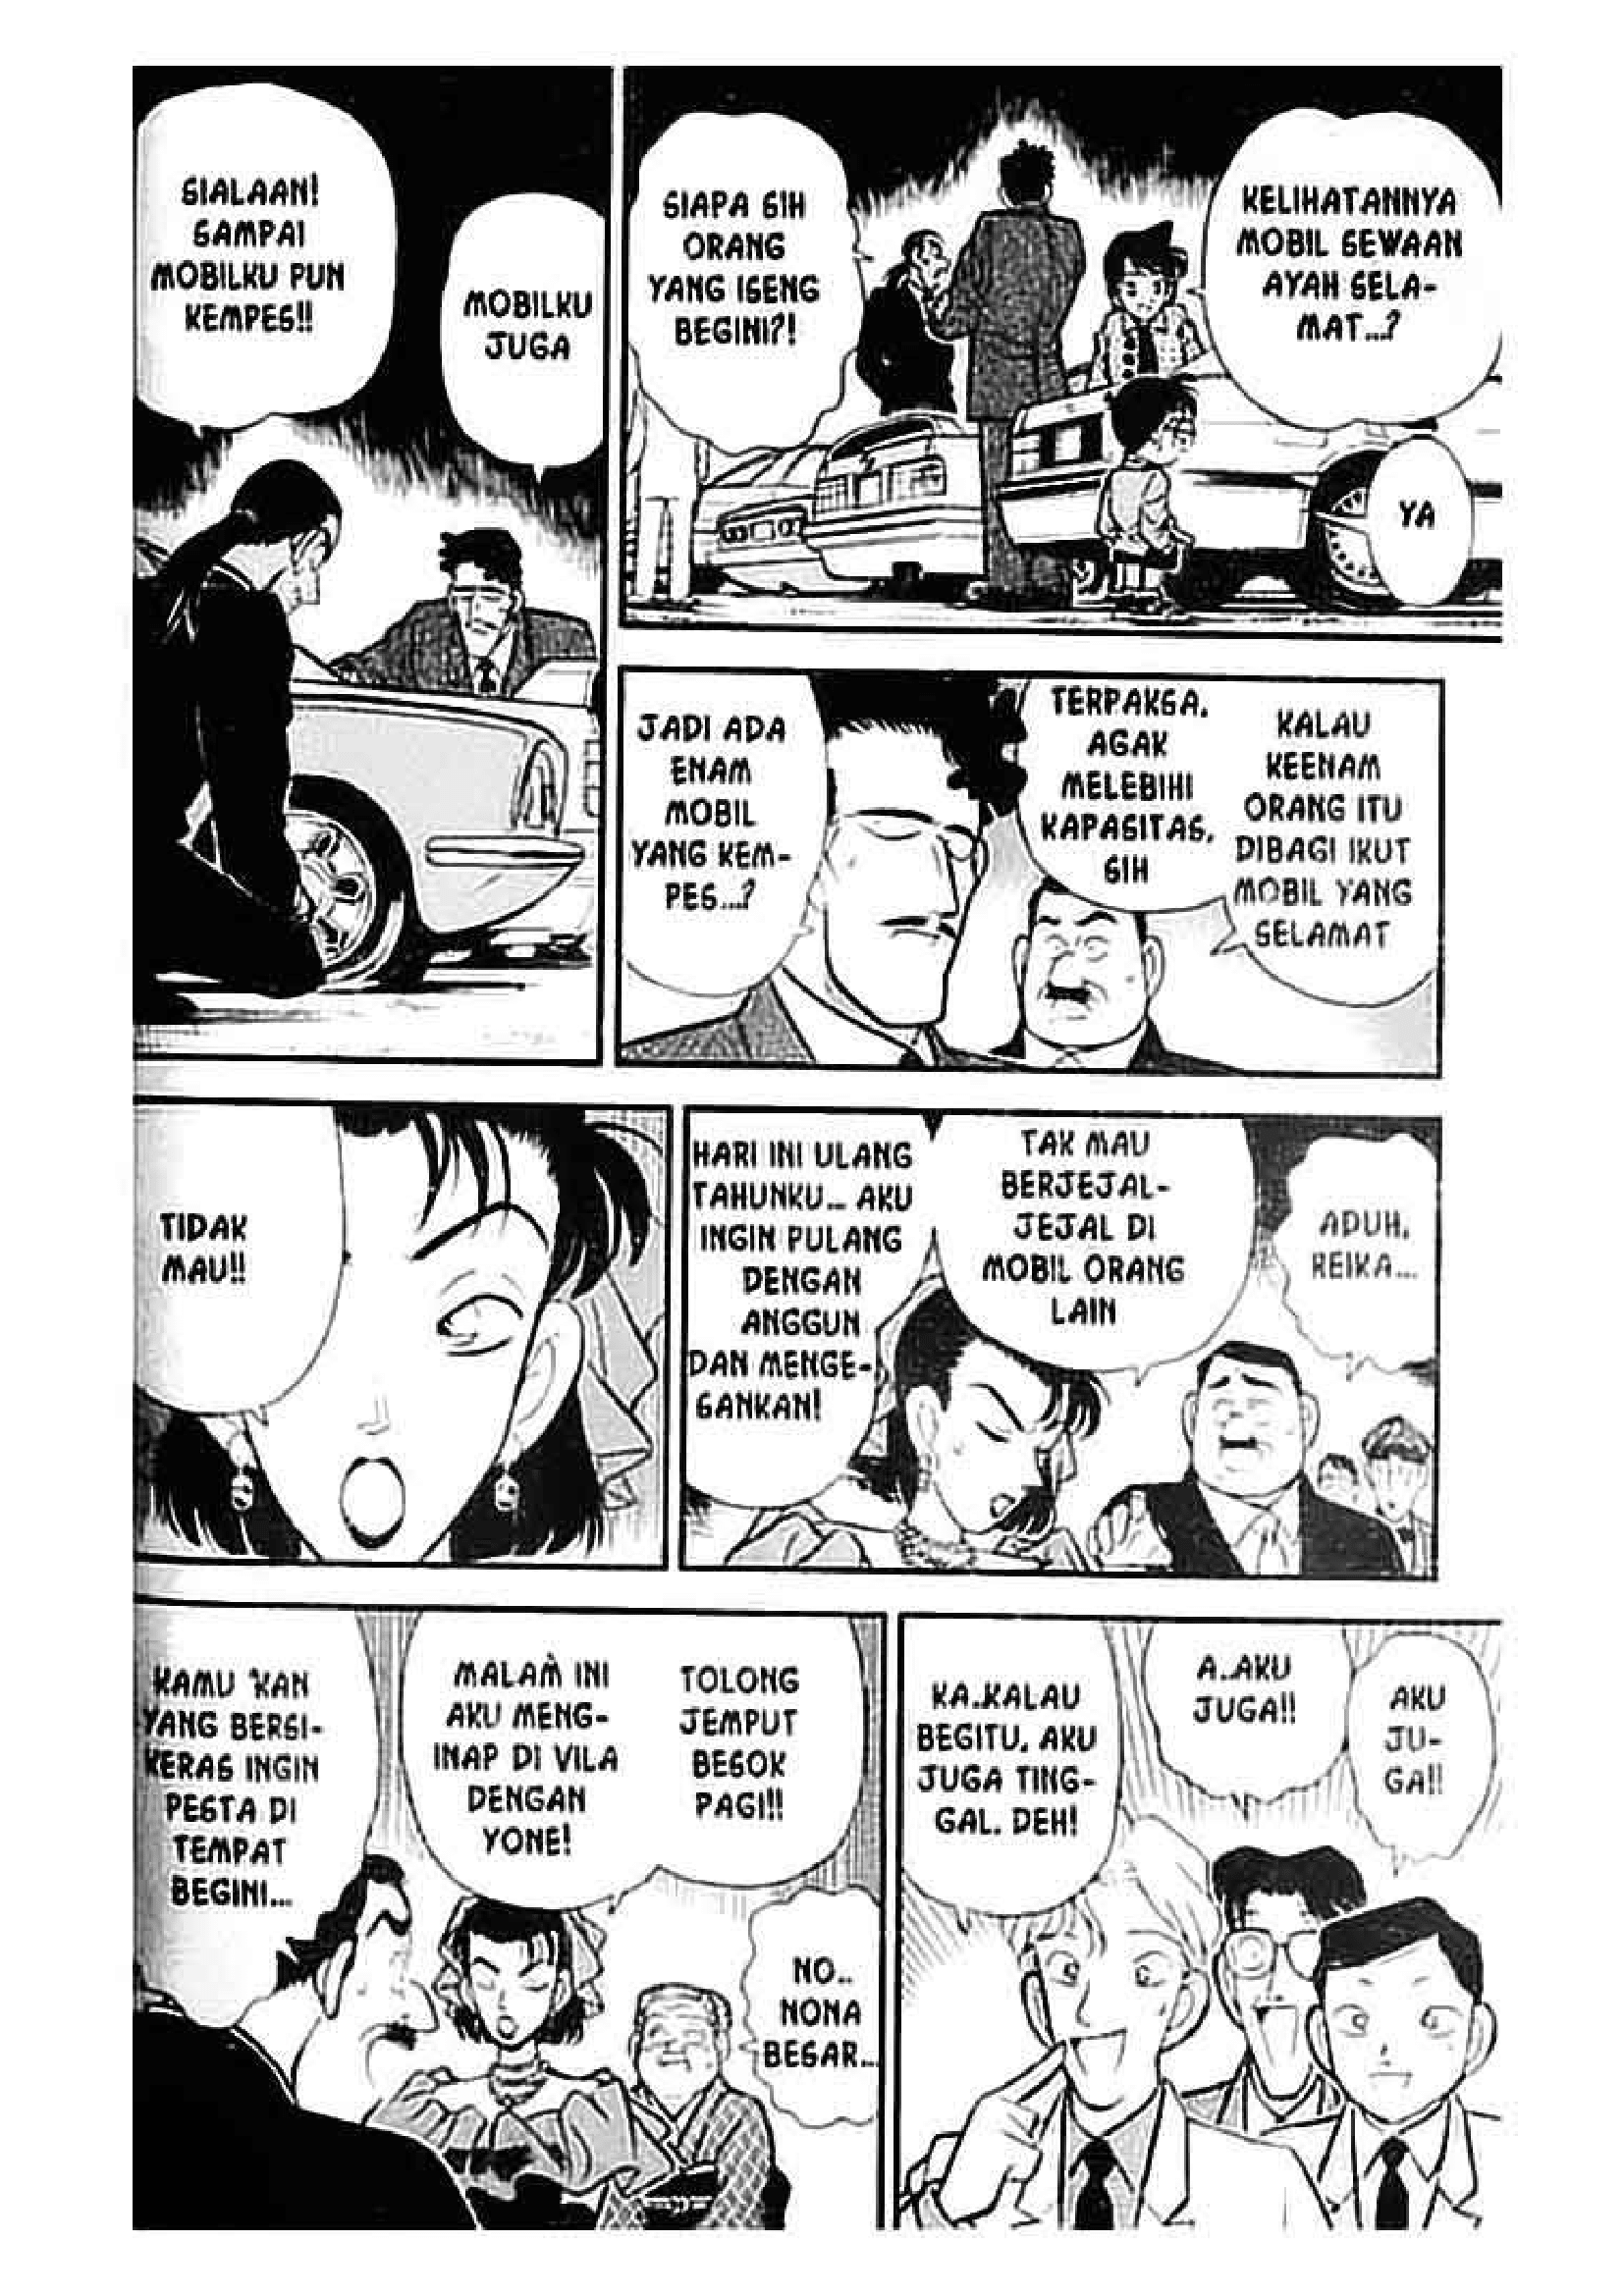 SIALAAN!
SAMPAI
MOBILKU PUN
KEMPES!!
MOBILKU
JUGA
SIAPA SIH
ORANG
YANG ISENG
BEGINI?!
KELIHATANNYA
MOBIL SEWAAN
AYAH SELA-
MAT...?
YA
JADI ADA
ENAM
MOBIL
YANG KEM-
PES...?
TERPAKSA,
AGAK
MELEBIHI
KAPASITAS,
SIH
KALAU
KEENAM
ORANG ITU
DIBAGI IKUT
MOBIL YANG
SELAMAT
TIDAK
MAU!!
HARI INI ULANG
TAHUNKU... AKU
INGIN PULANG
DENGAN
ANGGUN
DAN MENGE-
SANKAN!
TAK MAU
BERJEJAL-
JEJAL DI
MOBIL ORANG
LAIN
ADUH,
REIKA...
KAMU 'KAN
YANG BERSI-
KERAS INGIN
PESTA DI
TEMPAT
BEGINI...
MALAM INI
AKU MENG-
INAP DI VILA
DENGAN
YONE!
TOLONG
JEMPUT
BESOK
PAGI!!
NO..
NONA
BESAR...
KA..KALAU
BEGITU, AKU
JUGA TING-
GAL, DEH!
A..AKU
JUGA!!
AKU
JU-
GA!!